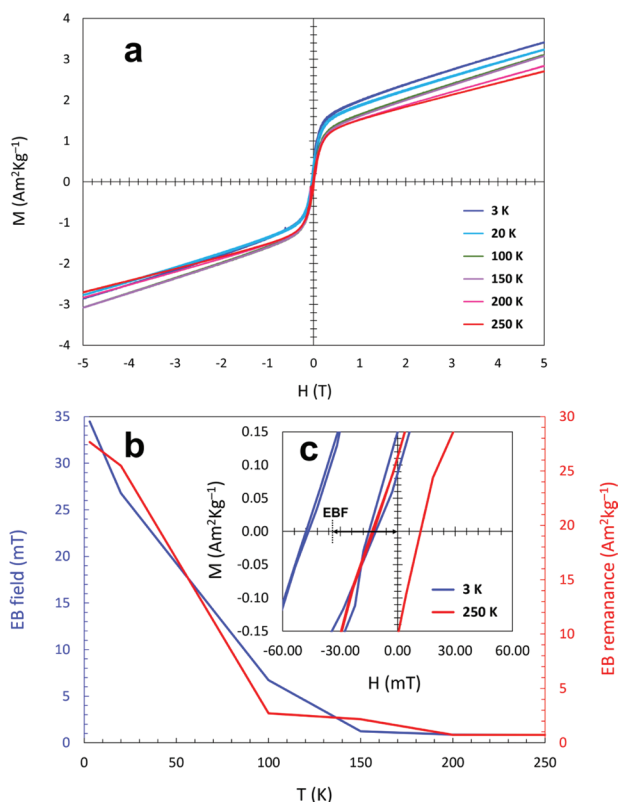 a
4
3
2
1
0
-1
-2
-3
-4
M (Am²Kg⁻¹)
-5 -4 -3 -2 -1 0 1 2 3 4 5
H (T)
3 K
20 K
100 K
150 K
200 K
250 K
b
35
30
25
20
15
10
5
0
EB field (mT)
30
25
20
15
10
5
0
EB remanance (Am²kg⁻¹)
0 50 100 150 200 250
T (K)
c
0.15
0.10
0.05
0.00
-0.05
-0.10
-0.15
M (Am²Kg⁻¹)
EBF
3 K
250 K
-60.00 -30.00 0.00 30.00 60.00
H (mT)